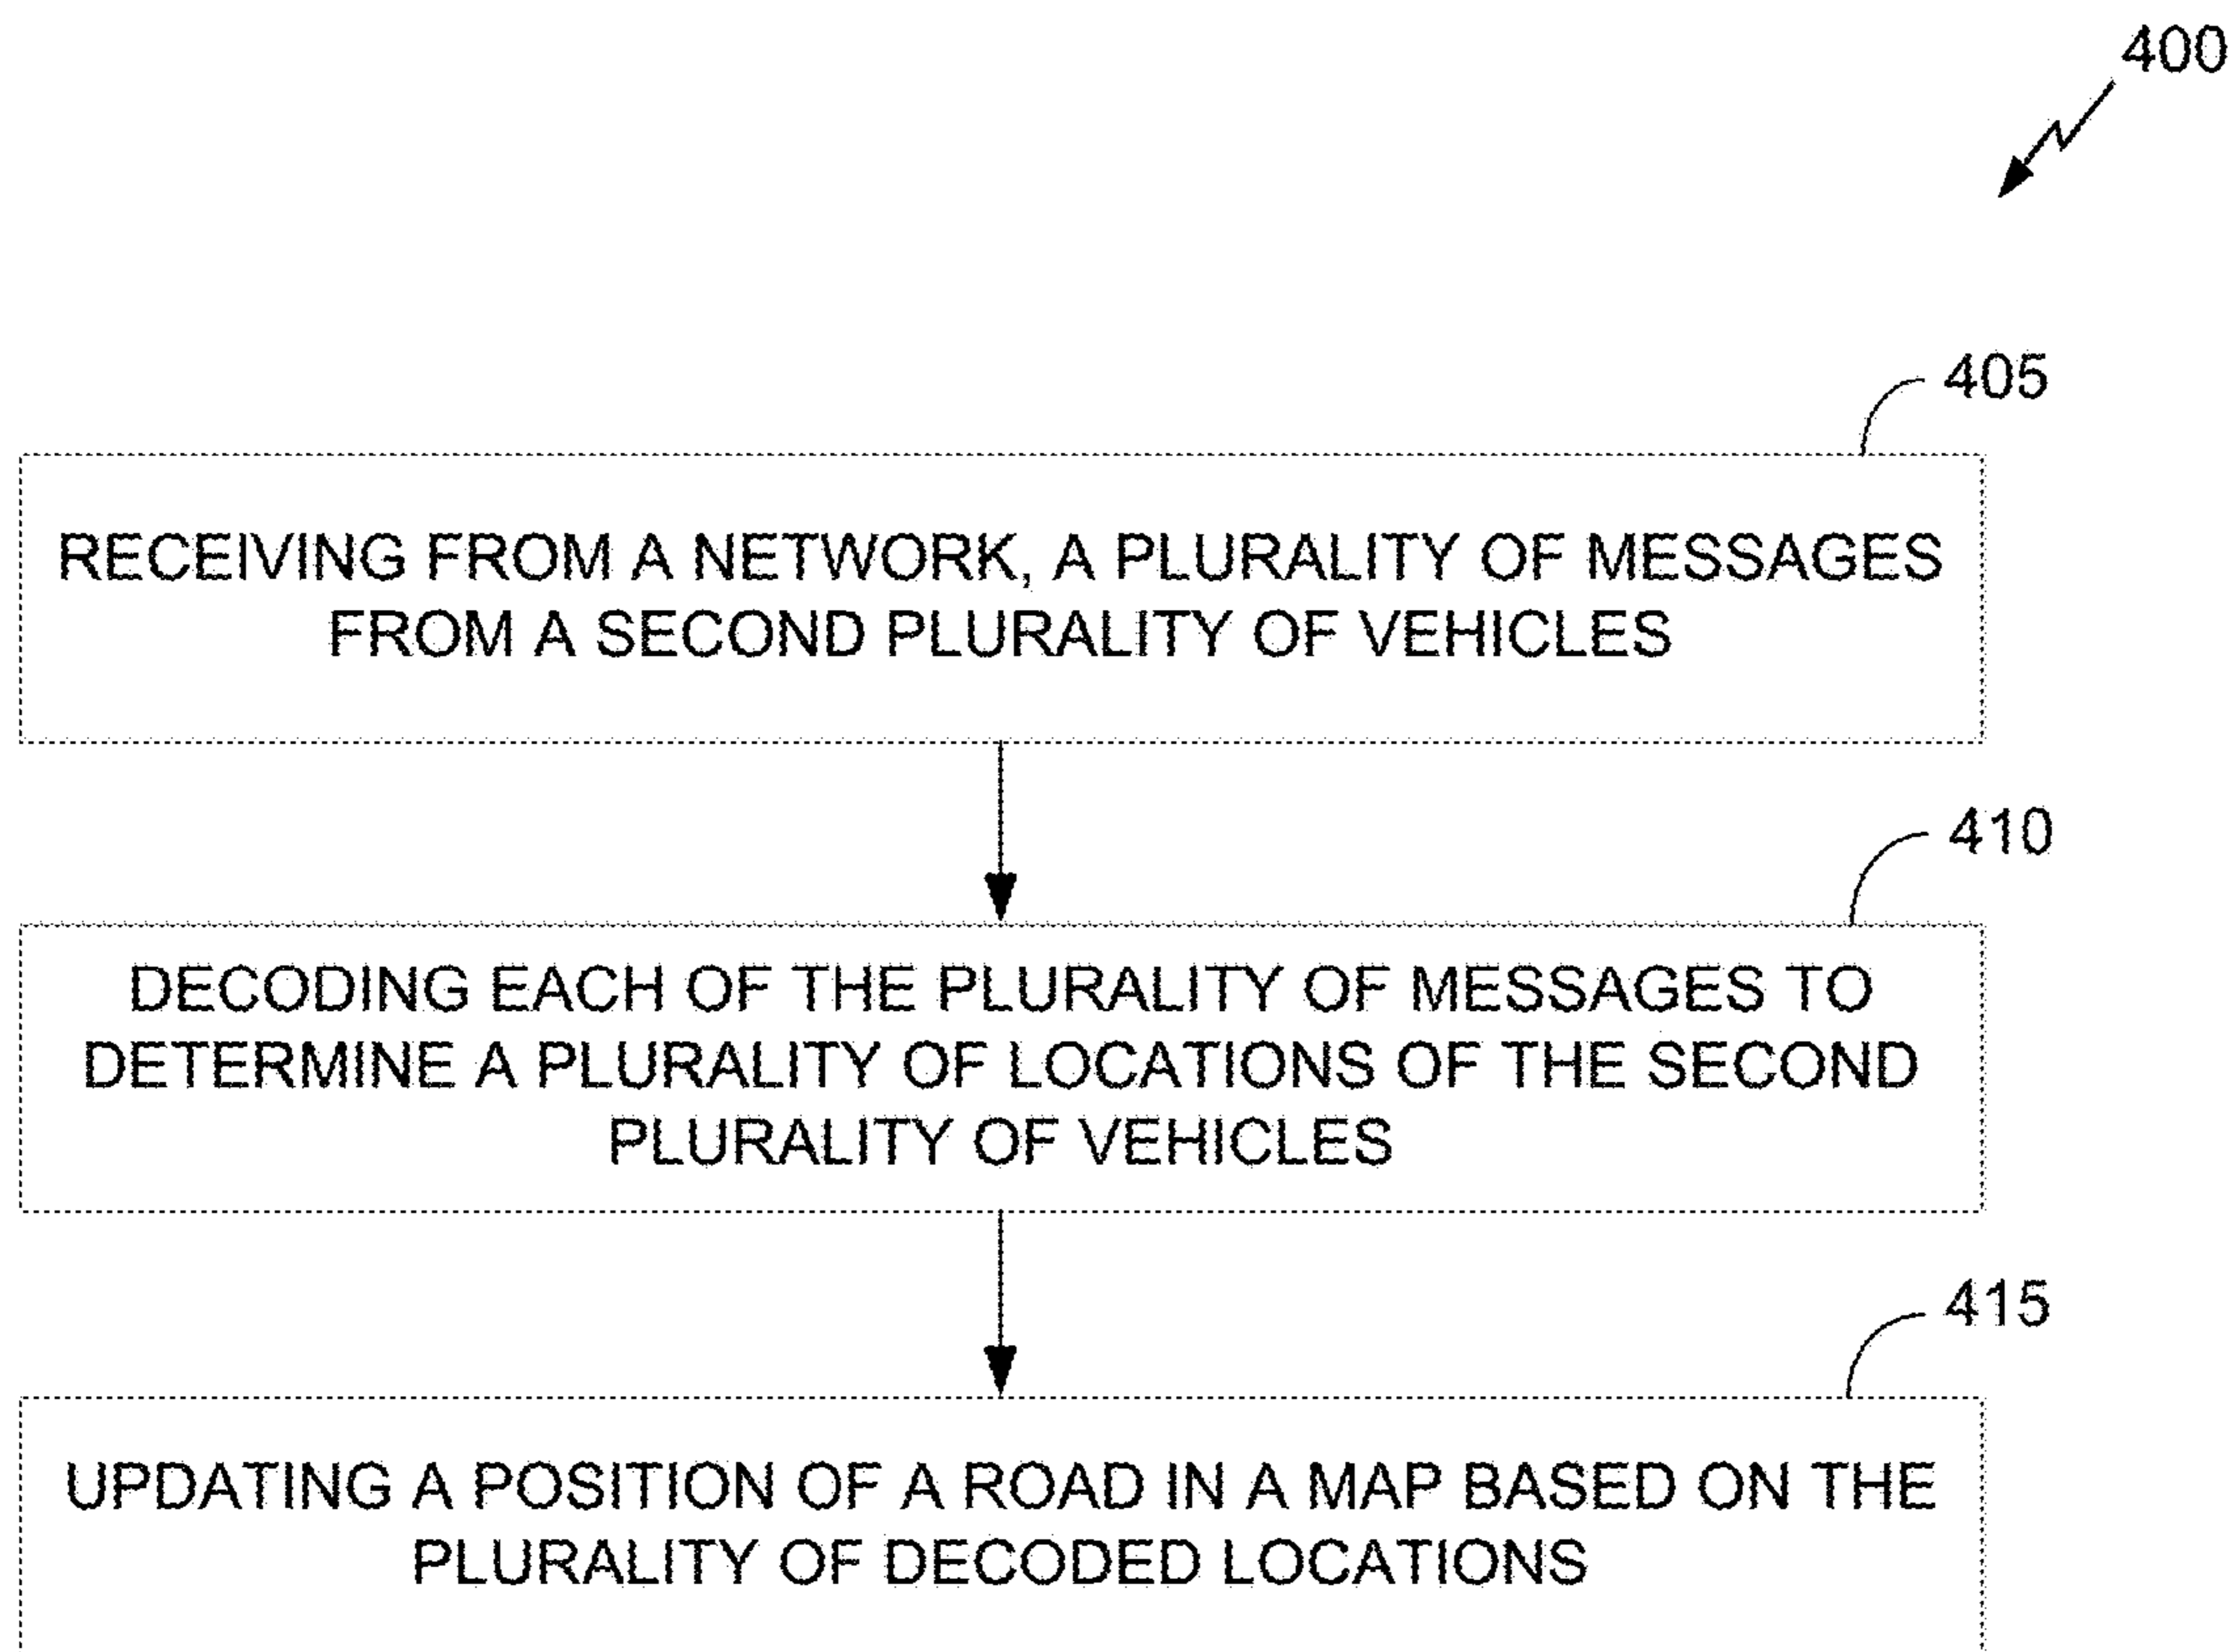 400
405
RECEIVING FROM A NETWORK, A PLURALITY OF MESSAGES
FROM A SECOND PLURALITY OF VEHICLES
410
DECODING EACH OF THE PLURALITY OF MESSAGES TO
DETERMINE A PLURALITY OF LOCATIONS OF THE SECOND
PLURALITY OF VEHICLES
415
UPDATING A POSITION OF A ROAD IN A MAP BASED ON THE
PLURALITY OF DECODED LOCATIONS